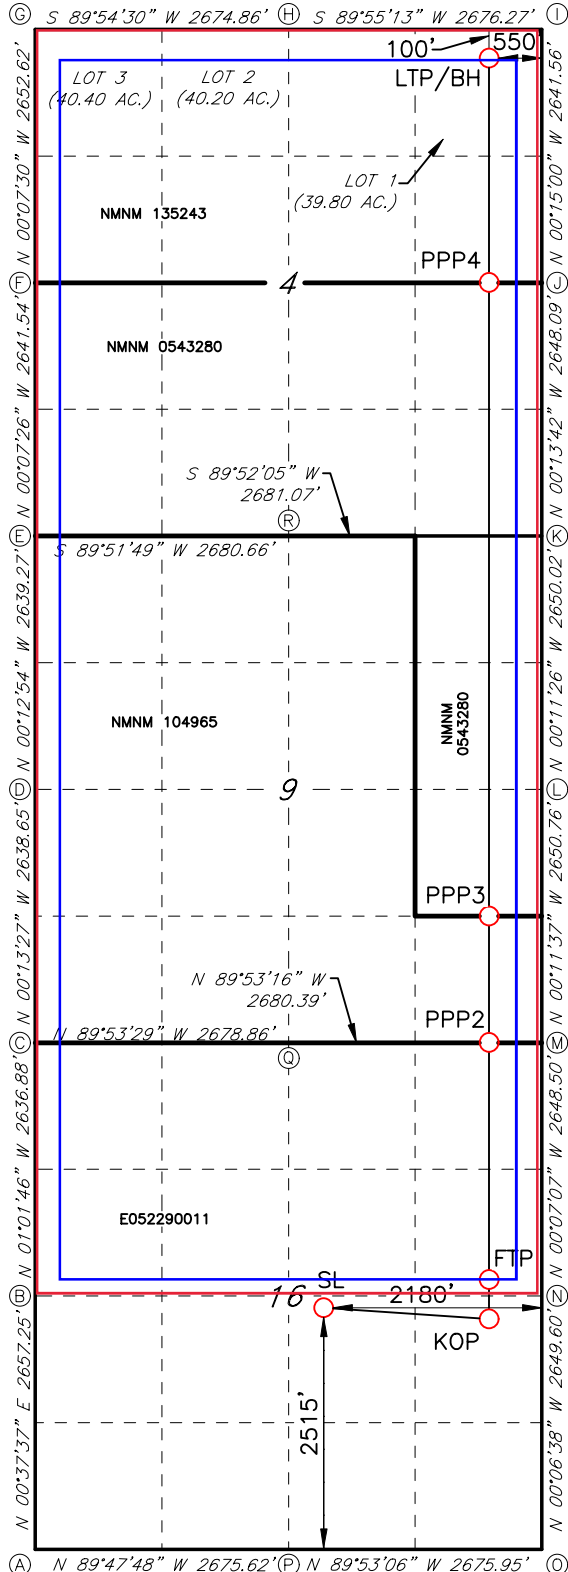 G
S 89°54'30" W 2674.86'
H
S 89°55'13" W 2676.27'
I
100'
550
LTP/BH
LOT 3
(40.40 AC.)
LOT 2
(40.20 AC.)
LOT 1
(39.80 AC.)
N 00°07'30" W 2652.62'
N 00°15'00" W 2641.56'
NMNM 135243
PPP4
F
4
J
NMNM 0543280
N 00°07'26" W 2641.54'
N 00°13'42" W 2648.09'
S 89°52'05" W
2681.07'
R
E
K
S 89°51'49" W 2680.66'
N 00°12'54" W 2639.27'
N 00°11'26" W 2650.02'
NMNM 104965
NMNM
0543280
D
9
L
N 00°13'27" W 2638.65'
N 00°11'37" W 2650.76'
PPP3
N 89°53'16" W
2680.39'
PPP2
N 89°53'29" W 2678.86'
C
M
Q
N 01°01'46" W 2636.88'
N 00°07'07" W 2648.50'
E052290011
FTP
SL
B
16
2180'
N
KOP
N 00°37'37" E 2657.25'
2515'
N 00°06'38" W 2649.60'
A
N 89°47'48" W 2675.62'
P
N 89°53'06" W 2675.95'
O